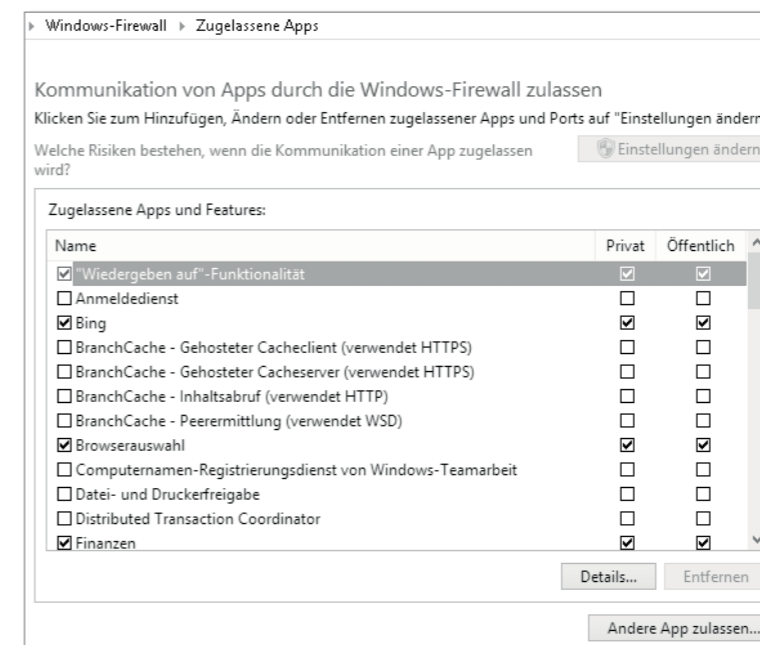 Windows-Firewall Zugelassene Apps
Kommunikation von Apps durch die Windows-Firewall zulassen
Klicken Sie zum Hinzufügen, Ändern oder Entfernen zugelassener Apps und Ports auf "Einstellungen ändern
Welche Risiken bestehen, wenn die Kommunikation einer App zugelassen
wird?
Einstellungen ändern
Zugelassene Apps und Features:
Name Privat Öffentlich
"Wiedergeben auf"-Funktionalität
Anmeldedienst
Bing
BranchCache - Gehosteter Cacheclient (verwendet HTTPS)
BranchCache - Gehosteter Cacheserver (verwendet HTTPS)
BranchCache - Inhaltsabruf (verwendet HTTP)
BranchCache - Peerermittlung (verwendet WSD)
Browserauswahl
Computernamen-Registrierungsdienst von Windows-Teamarbeit
Datei- und Druckerfreigabe
Distributed Transaction Coordinator
Finanzen
Details... Entfernen
Andere App zulassen...